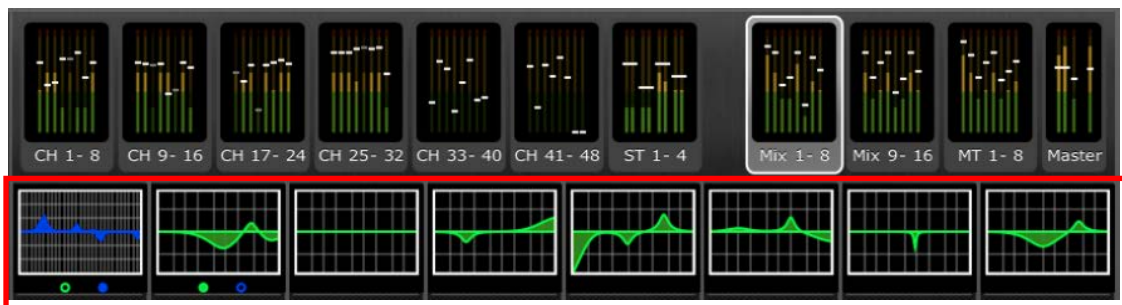 CH 1- 8 CH 9- 16 CH 17- 24 CH 25- 32 CH 33- 40 CH 41- 48 ST 1- 4 Mix 1- 8 Mix 9- 16 MT 1- 8 Master